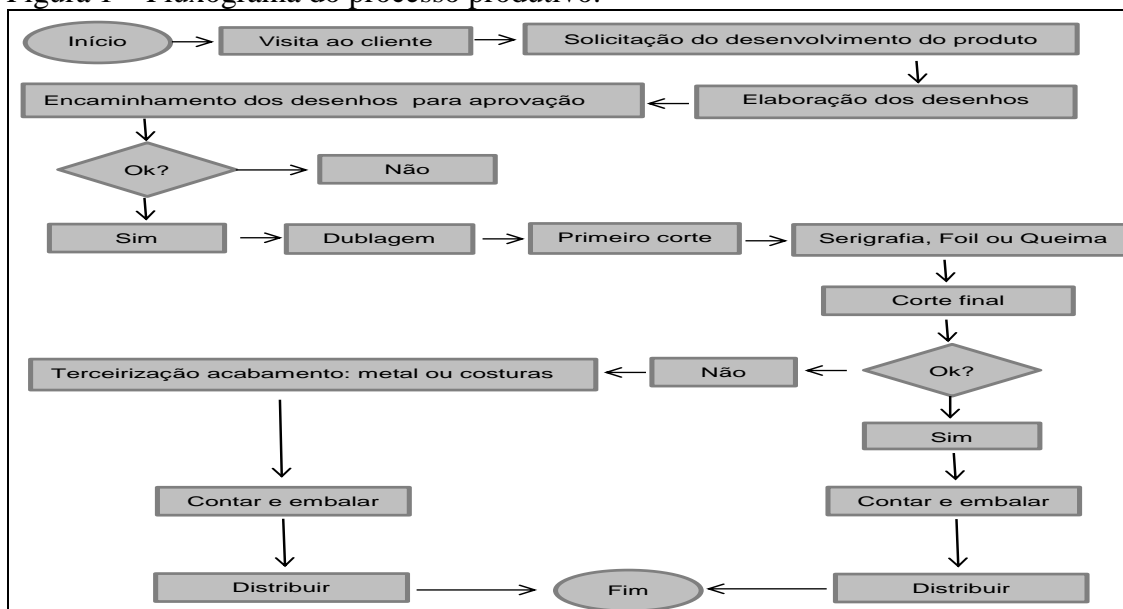 Figura 1 – Fluxograma do processo produtivo.
Início
Visita ao cliente
Solicitação do desenvolvimento do produto
Encaminhamento dos desenhos para aprovação
Elaboração dos desenhos
Ok?
Não
Sim
Dublagem
Primeiro corte
Serigrafia, Foil ou Queima
Corte final
Terceirização acabamento: metal ou costuras
Não
Ok?
Sim
Contar e embalar
Contar e embalar
Distribuir
Fim
Distribuir